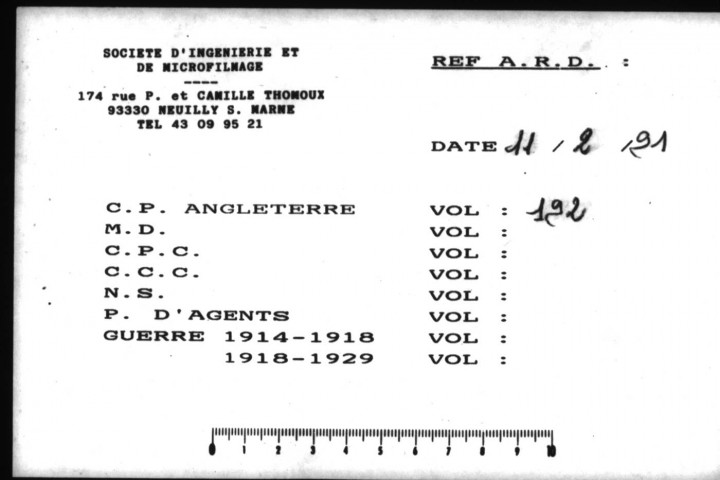 SOCIETE D'INGENIERIE ET
DE MICROFILMAGE
----
174 rue P. et CAMILLE THOMOUX
93330 NEUILLY S. MARNE
TEL 43 09 95 21
REF A.R.D. :
DATE 11 / 2 /91
C.P. ANGLETERRE VOL : 192
M.D. VOL :
C.P.C. VOL :
C.C.C. VOL :
N.S. VOL :
P. D'AGENTS VOL :
GUERRE 1914-1918 VOL :
1918-1929 VOL :
0 1 2 3 4 5 6 7 8 9 10